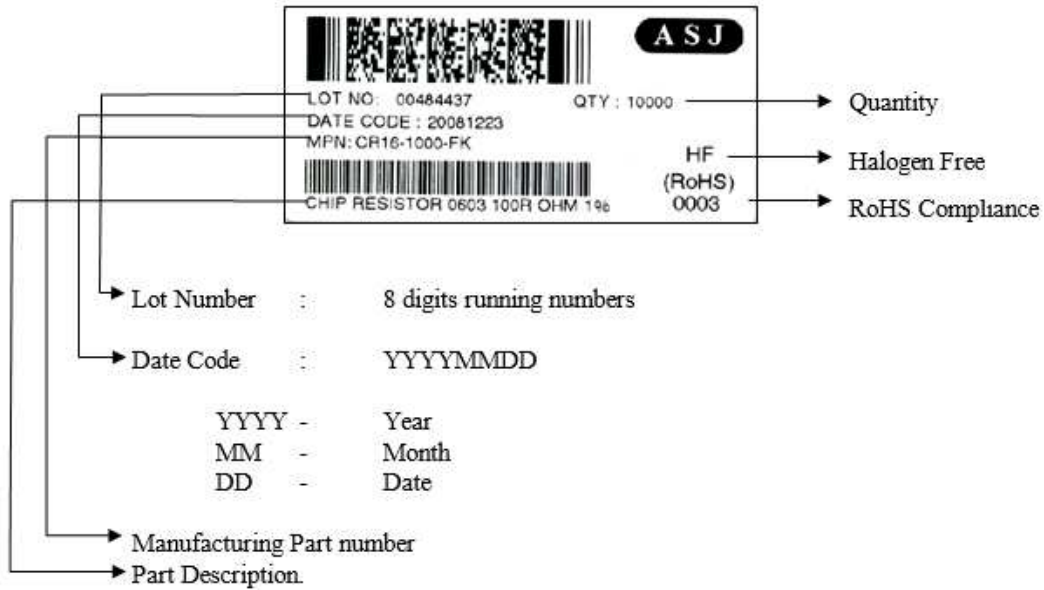 ASJ
LOT NO: 00484437 QTY : 10000 Quantity
DATE CODE : 20081223
MPN: CR16-1000-FK
HF Halogen Free
(RoHS)
CHIP RESISTOR 0603 100R OHM 1% 0003 RoHS Compliance
Lot Number : 8 digits running numbers
Date Code : YYYYMMDD
YYYY - Year
MM - Month
DD - Date
Manufacturing Part number
Part Description.